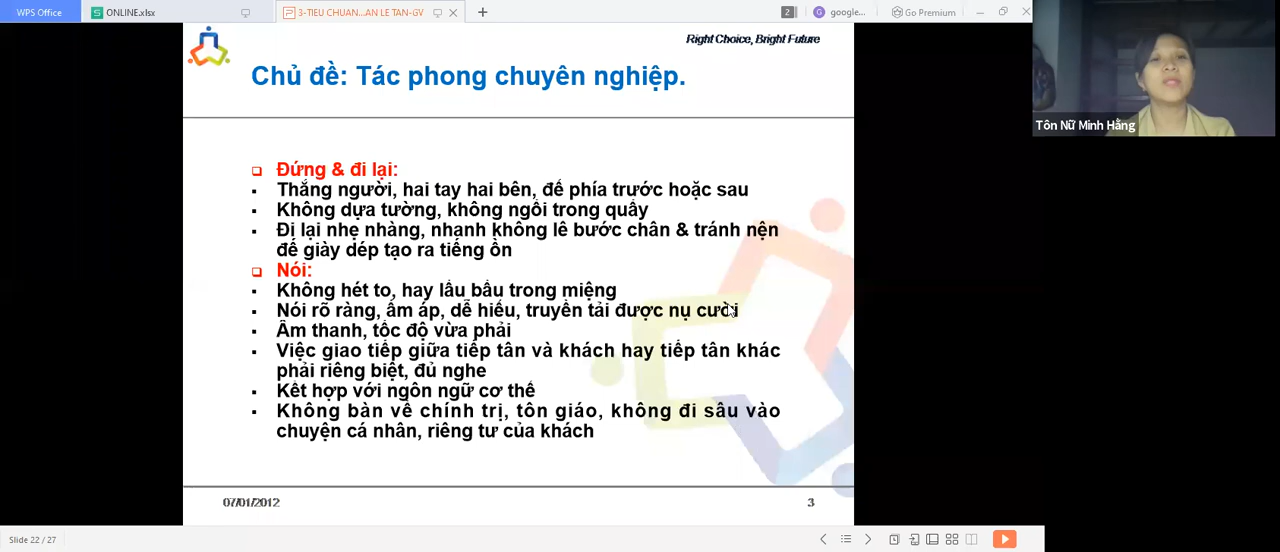 WPS Office
ONLINE.xlsx
3-TIEU CHUAN...AN LE TAN-GV
2
G google...
Go Premium
Right Choice, Bright Future
Chủ đề: Tác phong chuyên nghiệp.
Đứng & đi lại:
Thẳng người, hai tay hai bên, để phía trước hoặc sau
Không dựa tường, không ngồi trong quầy
Đi lại nhẹ nhàng, nhanh không lê bước chân & tránh nện
đế giày dép tạo ra tiếng ồn
Nói:
Không hét to, hay lầu bầu trong miệng
Nói rõ ràng, ấm áp, dễ hiểu, truyền tải được nụ cười
Âm thanh, tốc độ vừa phải
Việc giao tiếp giữa tiếp tân và khách hay tiếp tân khác
phải riêng biệt, đủ nghe
Kết hợp với ngôn ngữ cơ thể
Không bàn về chính trị, tôn giáo, không đi sâu vào
chuyện cá nhân, riêng tư của khách
07/01/2012
3
Slide 22 / 27
Tôn Nữ Minh Hằng